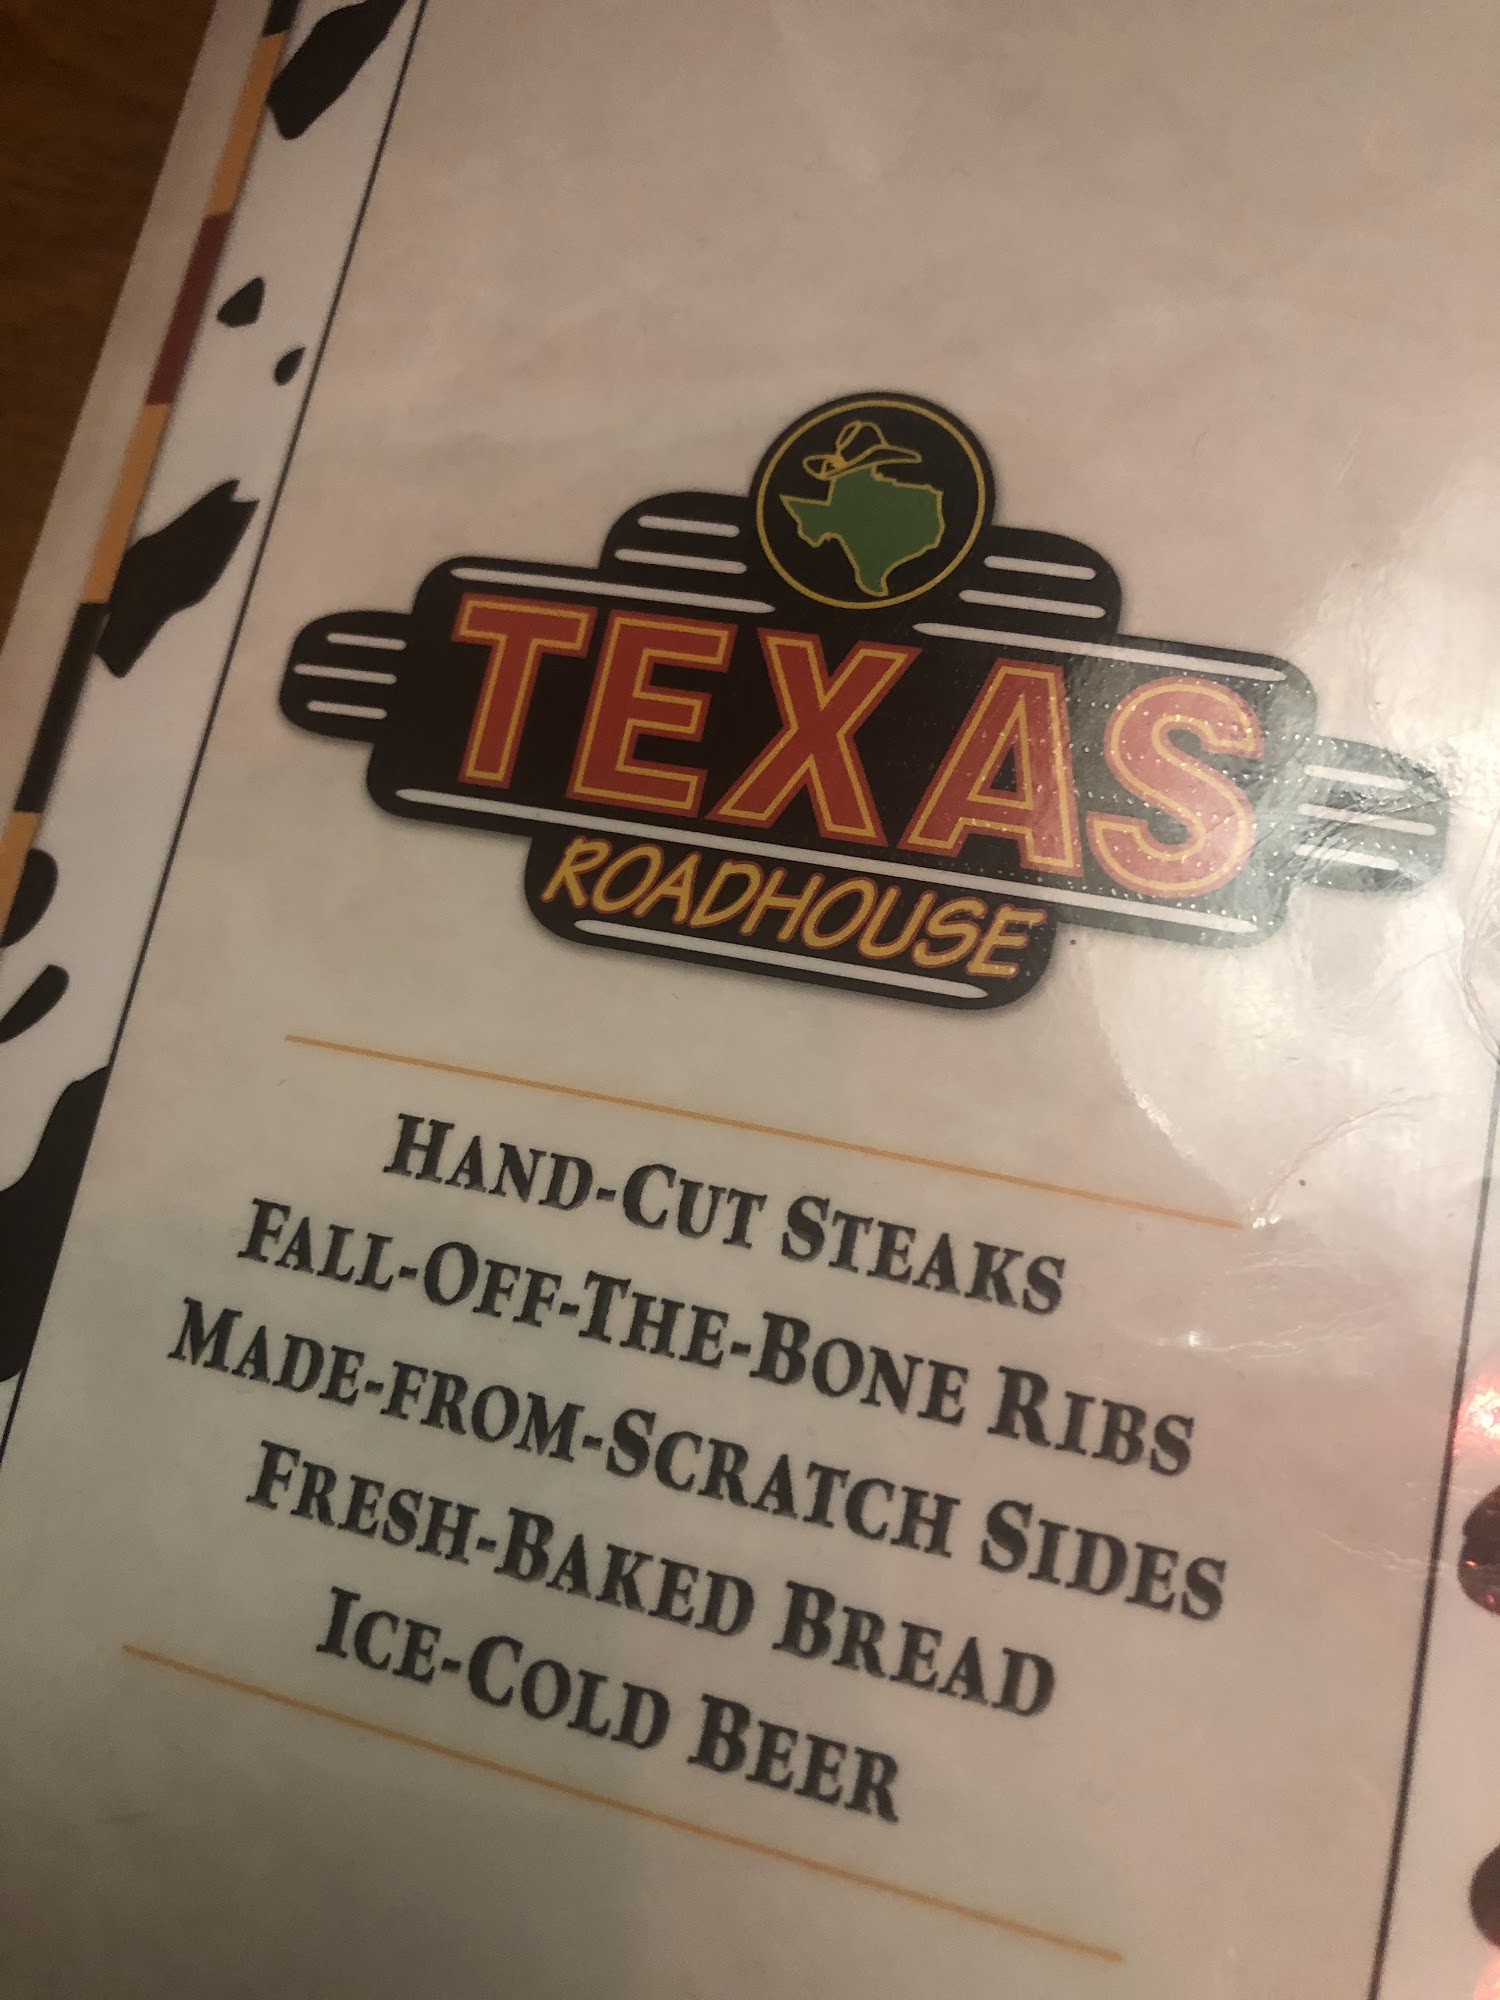 TEXAS
ROADHOUSE
HAND-CUT STEAKS
FALL-OFF-THE-BONE RIBS
MADE-FROM-SCRATCH SIDES
FRESH-BAKED BREAD
ICE-COLD BEER